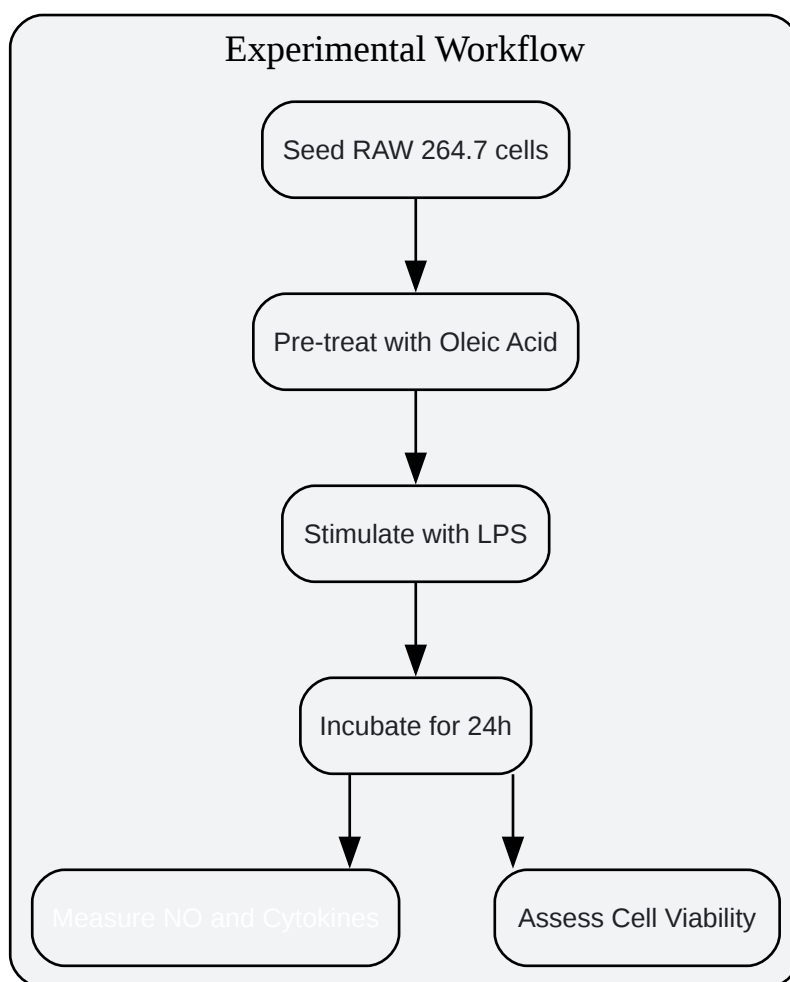 Experimental Workflow
Seed RAW 264.7 cells
Pre-treat with Oleic Acid
Stimulate with LPS
Incubate for 24h
Measure NO and Cytokines
Assess Cell Viability